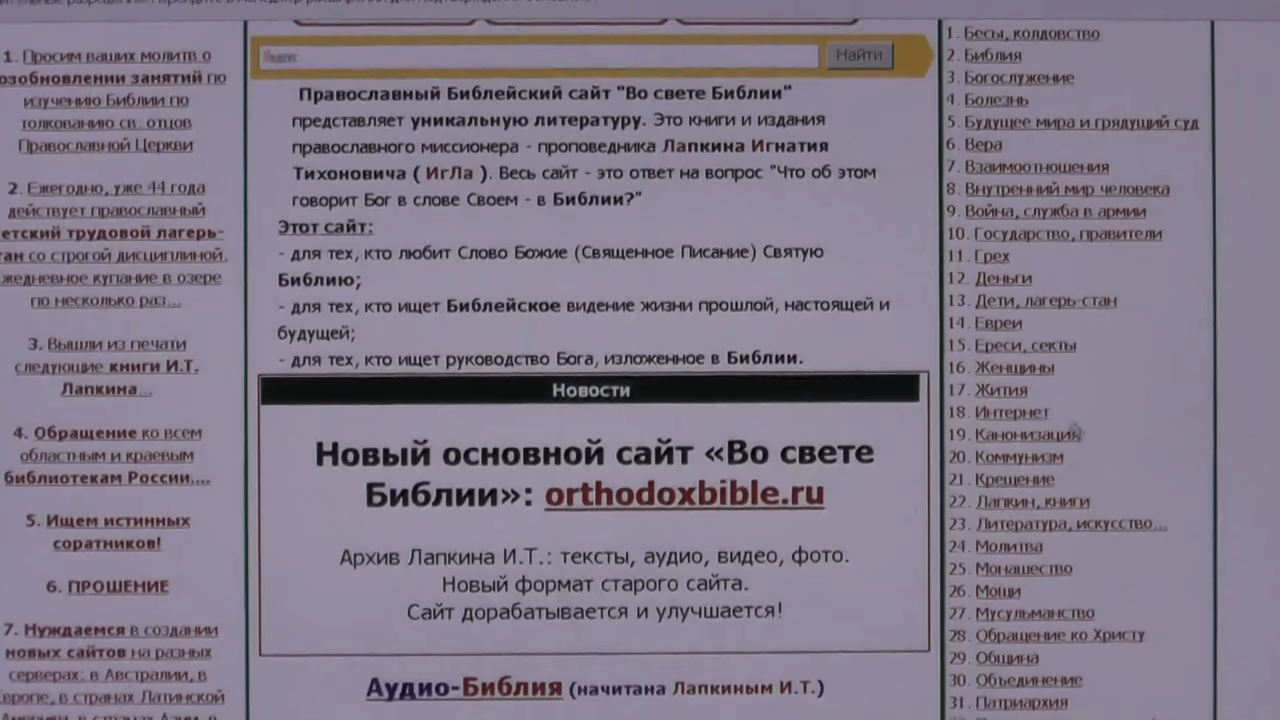 1. Просим ваших молитв о
возобновлении занятий по
изучению Библии по
толкованию св. отцов
Православной Церкви
2. Ежегодно, уже 44 года
действует православный
етский трудовой лагерь-
тан со строгой дисциплиной.
жедневное купание в озере
по несколько раз...
3. Вышли из печати
следующие книги И.Т.
Лапкина...
4. Обращение ко всем
областным и краевым
библиотекам России....
5. Ищем истинных
соратников!
6. ПРОШЕНИЕ
7. Нуждаемся в создании
новых сайтов на разных
серверах: в Австралии, в
вропе, в странах Латинской
Яндекс
Найти
Православный Библейский сайт "Во свете Библии"
представляет уникальную литературу. Это книги и издания
православного миссионера - проповедника Лапкина Игнатия
Тихоновича ( ИгЛа ). Весь сайт - это ответ на вопрос "Что об этом
говорит Бог в слове Своем - в Библии?"
Этот сайт:
- для тех, кто любит Слово Божие (Священное Писание) Святую
Библию;
- для тех, кто ищет Библейское видение жизни прошлой, настоящей и
будущей;
- для тех, кто ищет руководство Бога, изложенное в Библии.
Новости
Новый основной сайт «Во свете
Библии»: orthodoxbible.ru
Архив Лапкина И.Т.: тексты, аудио, видео, фото.
Новый формат старого сайта.
Сайт дорабатывается и улучшается!
Аудио-Библия (начитана Лапкиным И.Т.)
1. Бесы, колдовство
2. Библия
3. Богослужение
4. Болезнь
5. Будущее мира и грядущий суд
6. Вера
7. Взаимоотношения
8. Внутренний мир человека
9. Война, служба в армии
10. Государство, правители
11. Грех
12. Деньги
13. Дети, лагерь-стан
14. Евреи
15. Ереси, секты
16. Женщины
17. Жития
18. Интернет
19. Канонизация
20. Коммунизм
21. Крещение
22. Лапкин, книги
23. Литература, искусство...
24. Молитва
25. Монашество
26. Мощи
27. Мусульманство
28. Обращение ко Христу
29. Община
30. Объединение
31. Патриархия